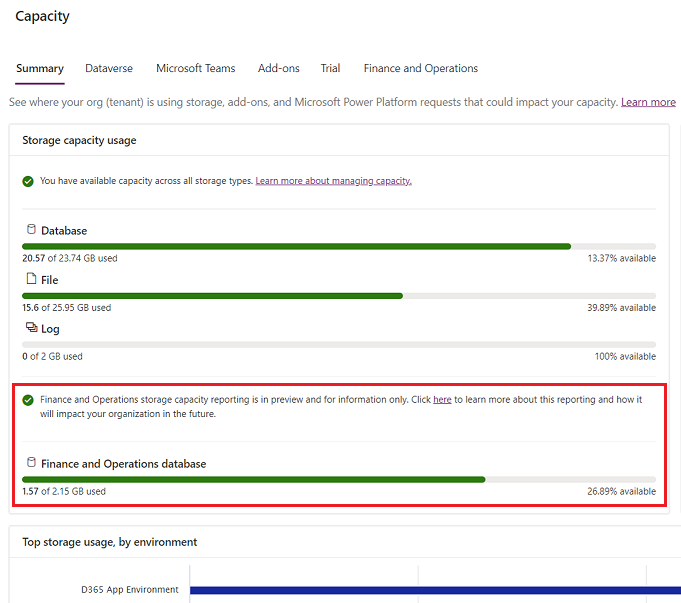 Capacity
Summary Dataverse Microsoft Teams Add-ons Trial Finance and Operations
See where your org (tenant) is using storage, add-ons, and Microsoft Power Platform requests that could impact your capacity. Learn more
Storage capacity usage
You have available capacity across all storage types. Learn more about managing capacity.
Database
20.57 of 23.74 GB used 13.37% available
File
15.6 of 25.95 GB used 39.89% available
Log
0 of 2 GB used 100% available
Finance and Operations storage capacity reporting is in preview and for information only. Click here to learn more about this reporting and how it
will impact your organization in the future.
Finance and Operations database
1.57 of 2.15 GB used 26.89% available
Top storage usage, by environment
D365 App Environment